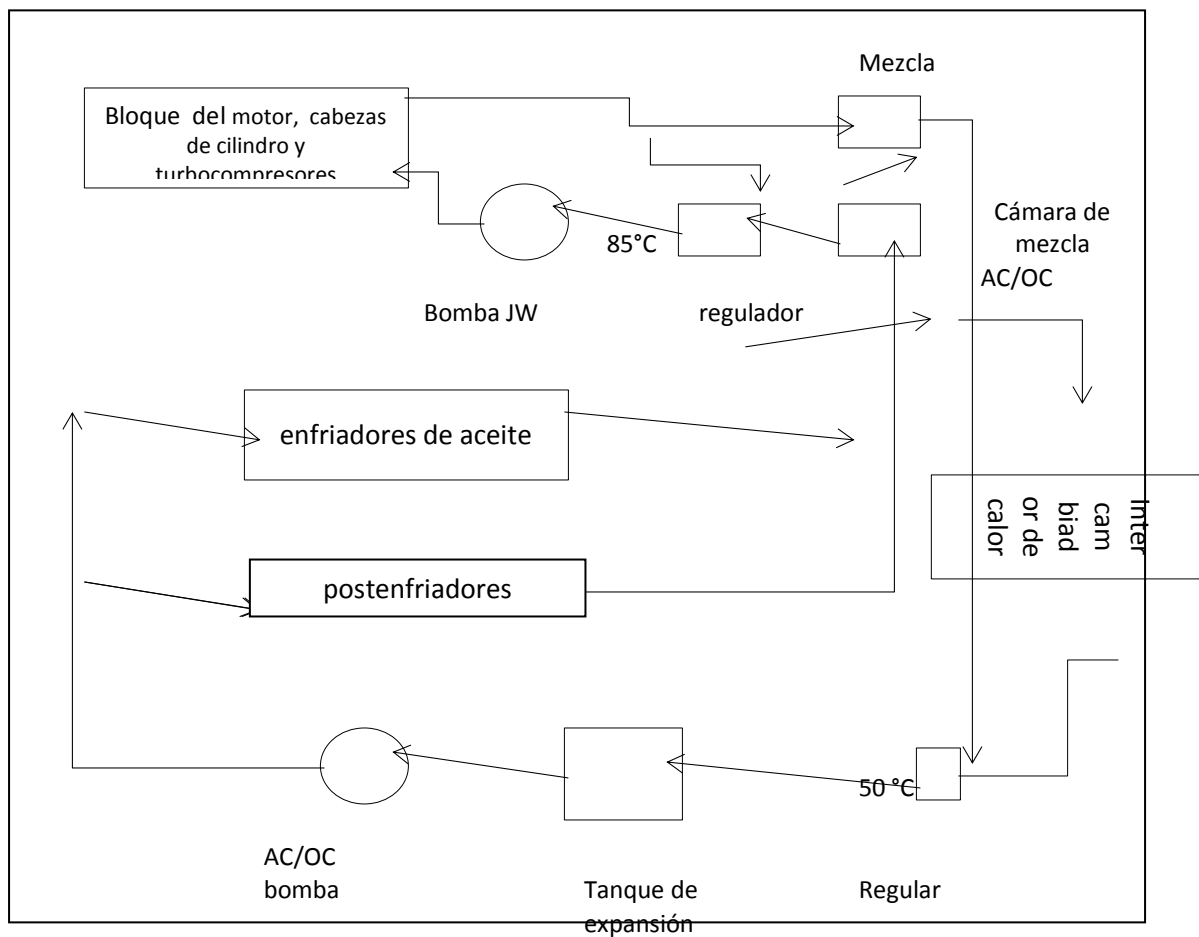 Mezcla
Bloque del motor, cabezas
de cilindro y
turbocompresores
Cámara de
mezcla
AC/OC
85°C
Bomba JW
regulador
enfriadores de aceite
Inter
cam
biad
or de
calor
postenfriadores
50 °C
AC/OC
bomba
Tanque de
expansión
Regular